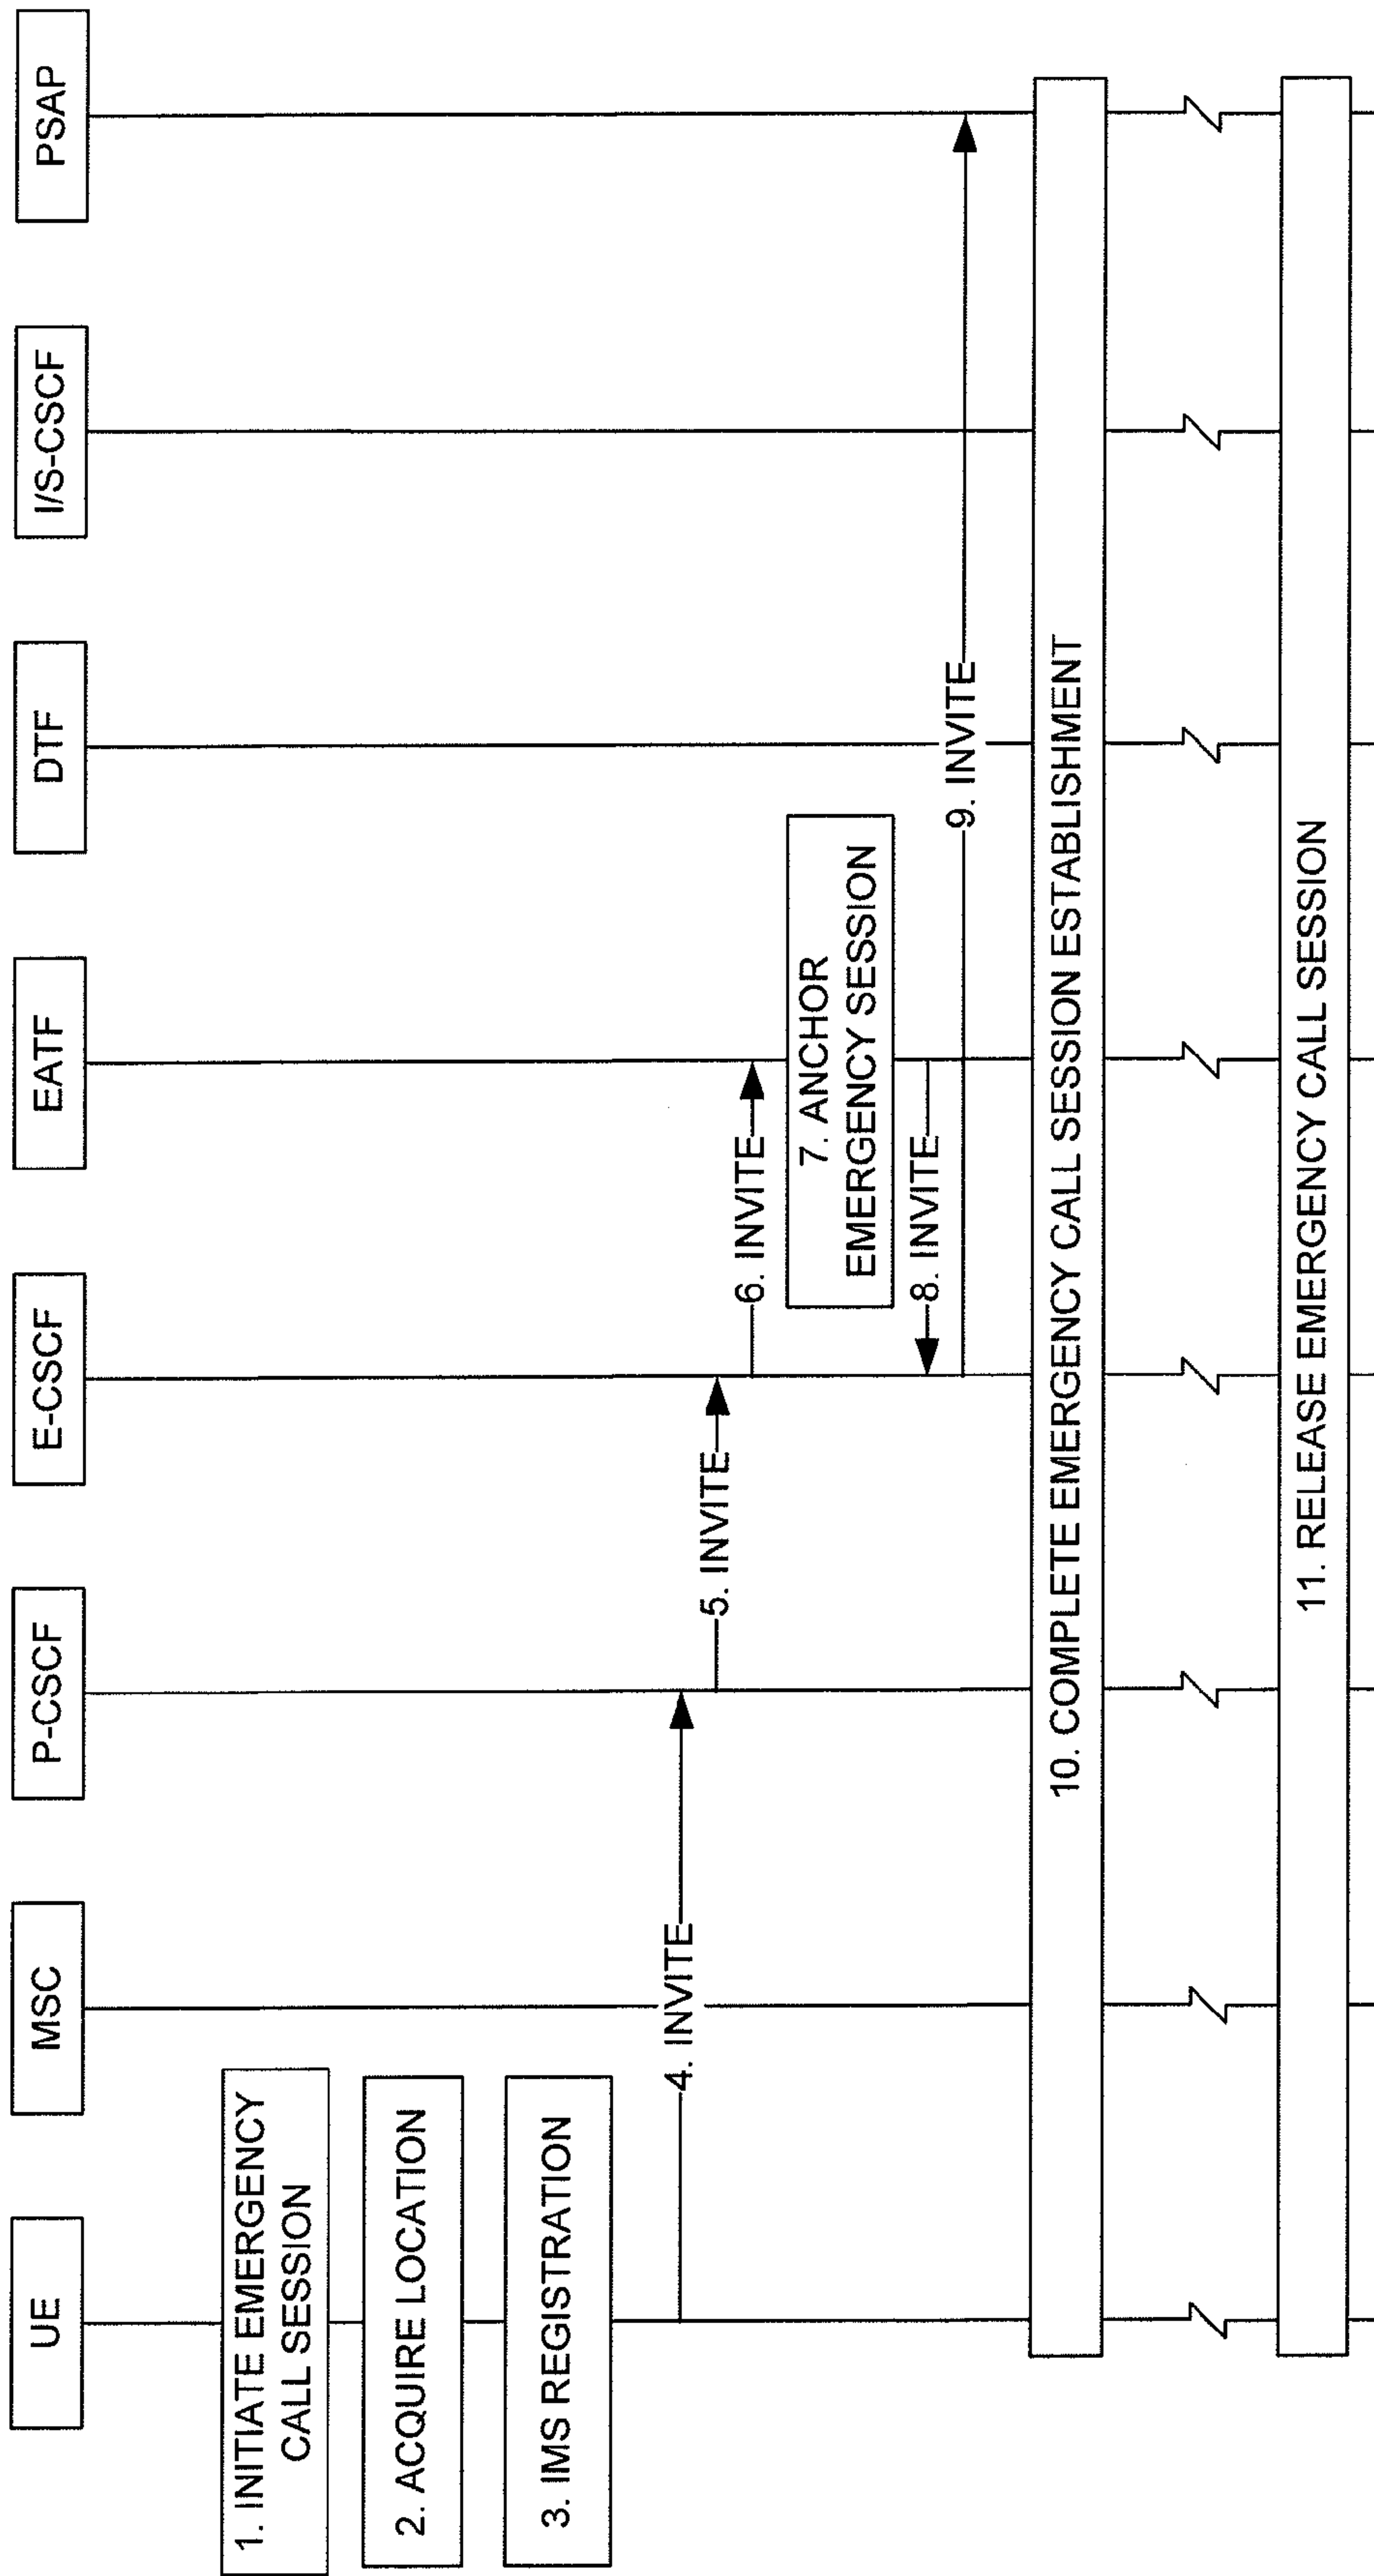 UE
MSC
P-CSCF
E-CSCF
EATF
DTF
I/S-CSCF
PSAP
1. INITIATE EMERGENCY
CALL SESSION
2. ACQUIRE LOCATION
3. IMS REGISTRATION
4. INVITE
5. INVITE
6. INVITE
7. ANCHOR
EMERGENCY SESSION
8. INVITE
9. INVITE
10. COMPLETE EMERGENCY CALL SESSION ESTABLISHMENT
11. RELEASE EMERGENCY CALL SESSION